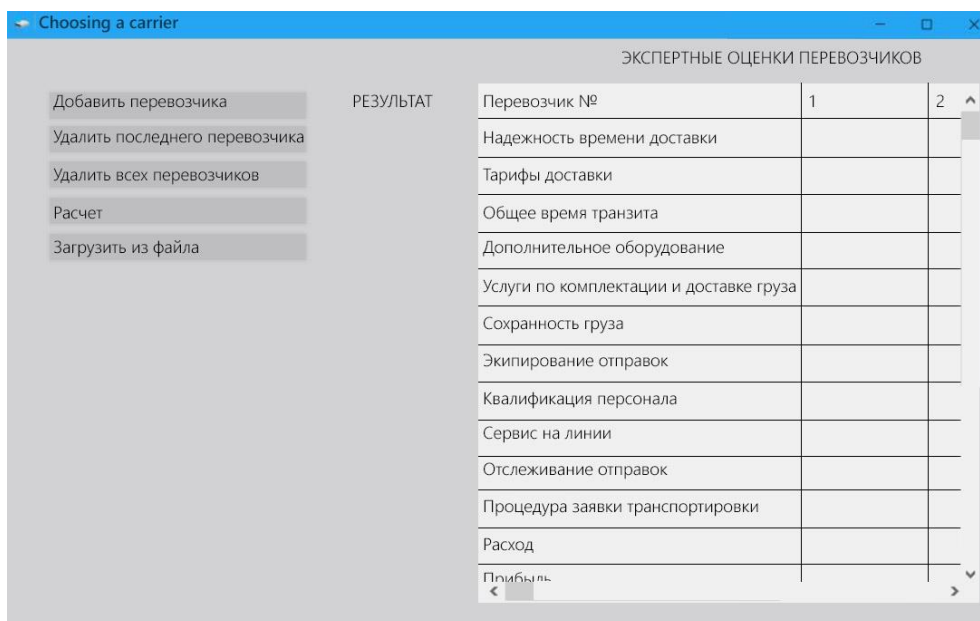 Choosing a carrier
ЭКСПЕРТНЫЕ ОЦЕНКИ ПЕРЕВОЗЧИКОВ
Добавить перевозчика
Удалить последнего перевозчика
Удалить всех перевозчиков
Расчет
Загрузить из файла
РЕЗУЛЬТАТ
Перевозчик № 1 2
Надежность времени доставки
Тарифы доставки
Общее время транзита
Дополнительное оборудование
Услуги по комплектации и доставке груза
Сохранность груза
Экипирование отправок
Квалификация персонала
Сервис на линии
Отслеживание отправок
Процедура заявки транспортировки
Расход
Прибыль